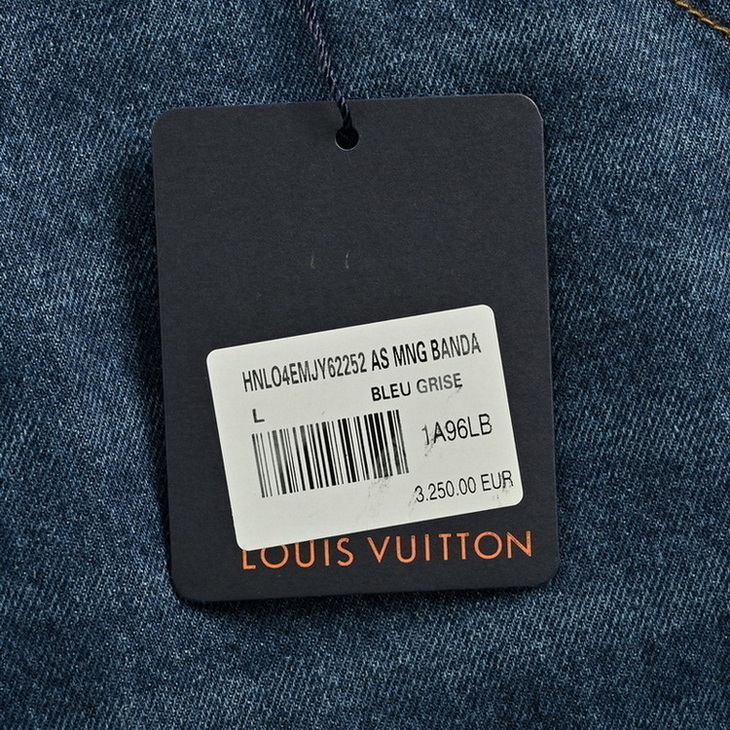 HNLO4EMJY62252 AS MNG BANDA
BLEU GRISE
L
1A96LB
3.250.00 EUR
LOUIS VUITTON